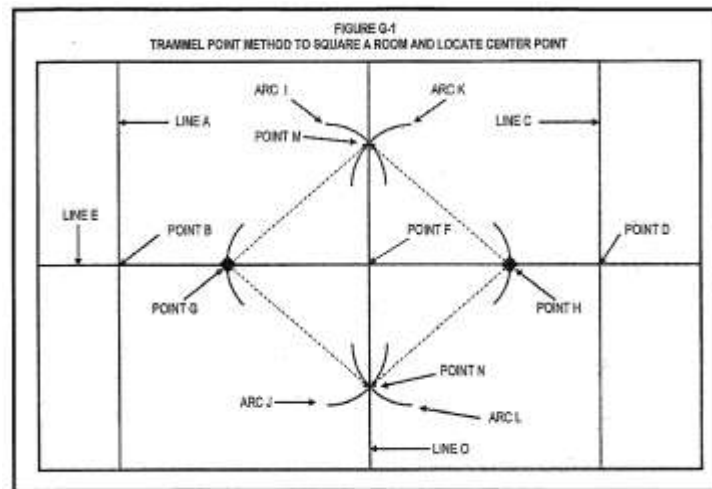 FIGURE G-1
TRAMMEL POINT METHOD TO SQUARE A ROOM AND LOCATE CENTER POINT
ARC I
ARC K
LINE A
LINE C
POINT M
LINE E
POINT B
POINT F
POINT D
POINT G
POINT H
POINT N
ARC J
ARC L
LINE O